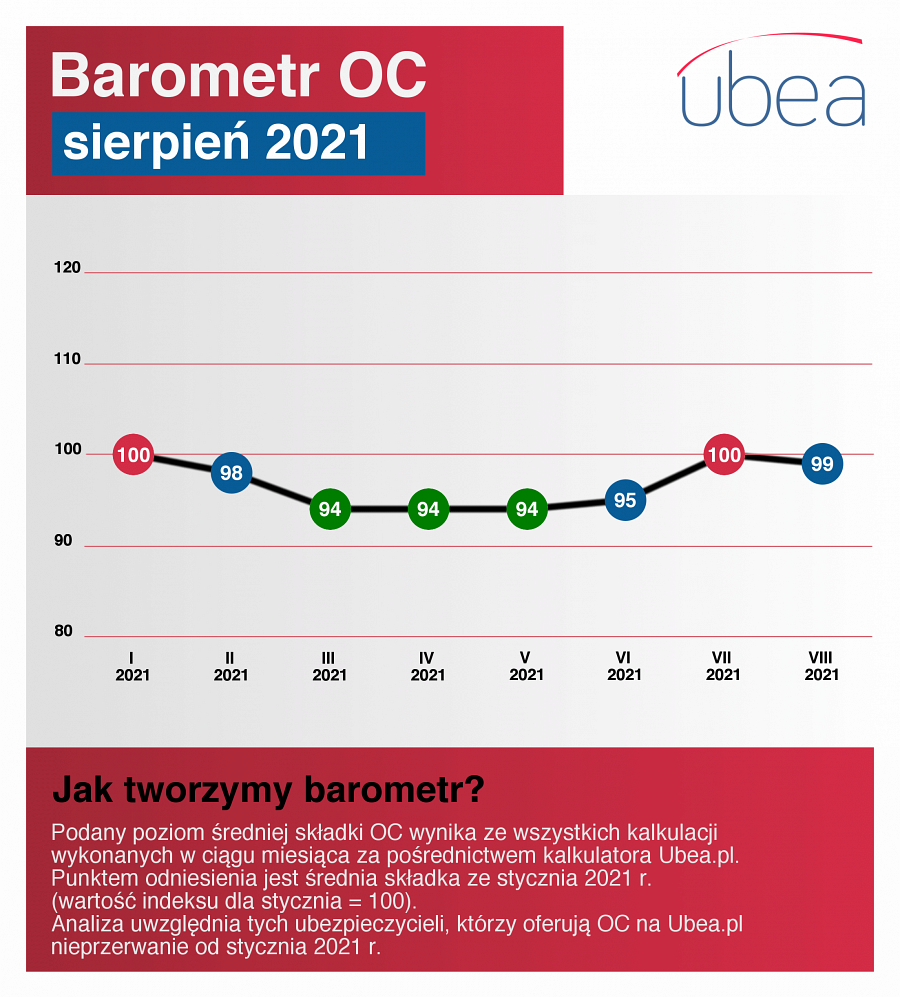 Barometr OC
sierpień 2021
ubea
120
110
100
90
80
100
98
94
94
94
95
100
99
I
2021
II
2021
III
2021
IV
2021
V
2021
VI
2021
VII
2021
VIII
2021
Jak tworzymy barometr?
Podany poziom średniej składki OC wynika ze wszystkich kalkulacji
wykonanych w ciągu miesiąca za pośrednictwem kalkulatora Ubea.pl.
Punktem odniesienia jest średnia składka ze stycznia 2021 r.
(wartość indeksu dla stycznia = 100).
Analiza uwzględnia tych ubezpieczycieli, którzy oferują OC na Ubea.pl
nieprzerwanie od stycznia 2021 r.